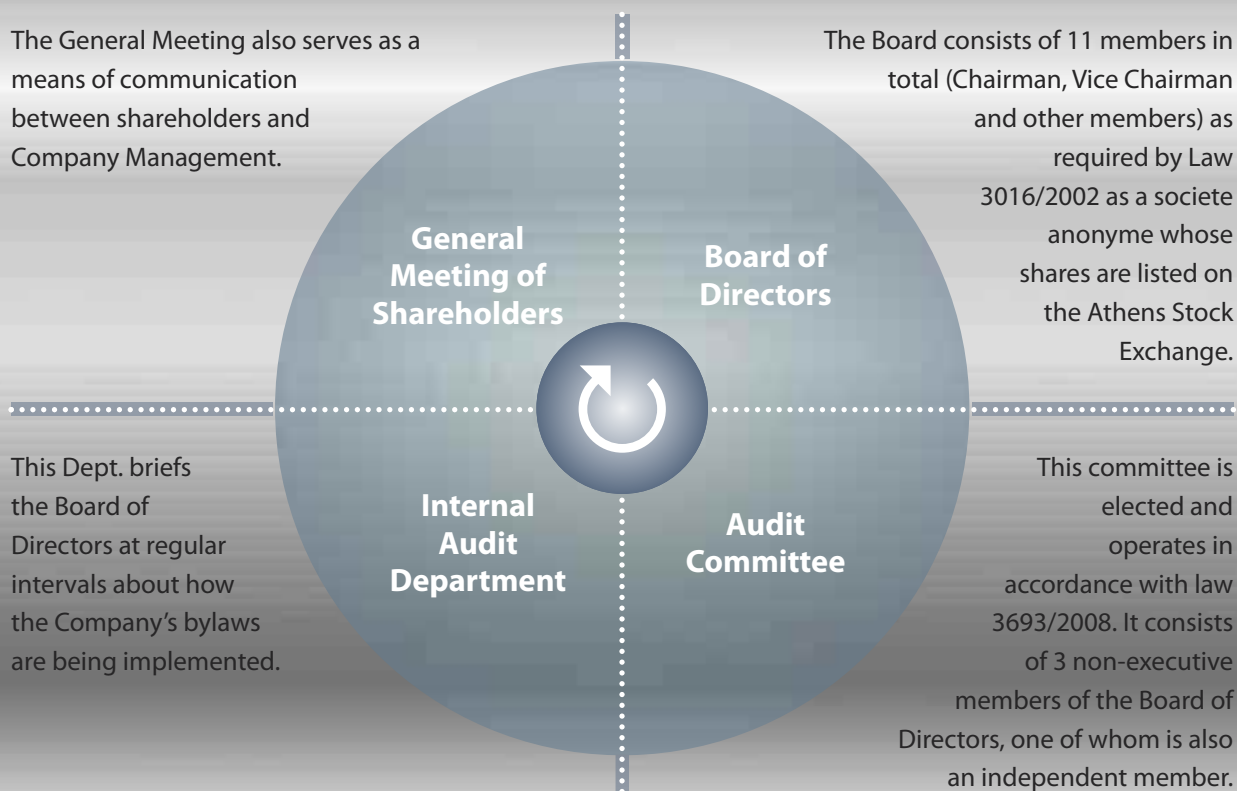 The General Meeting also serves as a
means of communication
between shareholders and
Company Management.
The Board consists of 11 members in
total (Chairman, Vice Chairman
and other members) as
required by Law
3016/2002 as a societe
anonyme whose
shares are listed on
the Athens Stock
Exchange.
General
Meeting of
Shareholders
Board of
Directors
This Dept. briefs
the Board of
Directors at regular
intervals about how
the Company's bylaws
are being implemented.
Internal
Audit
Department
Audit
Committee
This committee is
elected and
operates in
accordance with law
3693/2008. It consists
of 3 non-executive
members of the Board of
Directors, one of whom is also
an independent member.